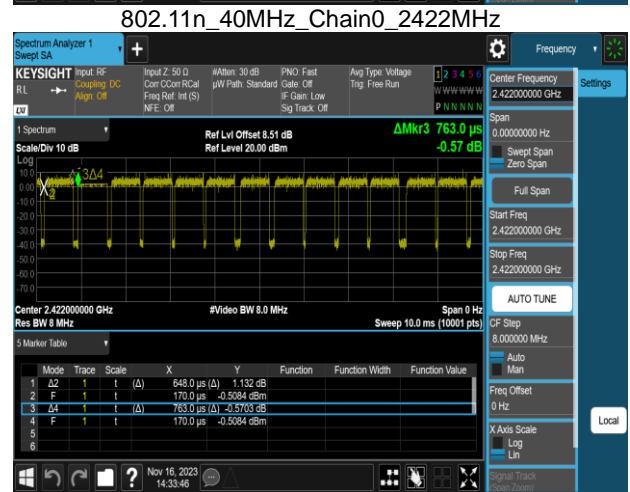 802.11n_40MHz_Chain0_2422MHz
Spectrum Analyzer 1
Swept SA
Frequency
KEYSIGHT
RL
LXI
Input: RF
Coupling: DC
Align: Off
Input Z: 50 Ω
Corr CCorr RCal
Freq Ref: Int (S)
NFE: Off
#Atten: 30 dB
µW Path: Standard
PNO: Fast
Gate: Off
IF Gain: Low
Sig Track: Off
Avg Type: Voltage
Trig: Free Run
1 2 3 4 5 6
W W W W W W
P N N N N N
1 Spectrum
Scale/Div 10 dB
Log
Ref Lvl Offset 8.51 dB
Ref Level 20.00 dBm
ΔMkr3 763.0 µs
-0.57 dB
10.0
0.00
-10.0
-20.0
-30.0
-40.0
-50.0
-60.0
-70.0
3Δ4
2
Center 2.422000000 GHz
Res BW 8 MHz
#Video BW 8.0 MHz
Span 0 Hz
Sweep 10.0 ms (10001 pts)
5 Marker Table
Mode Trace Scale X Y Function Function Width Function Value
1 Δ2 1 t (Δ) 648.0 µs (Δ) 1.132 dB
2 F 1 t 170.0 µs -0.5084 dBm
3 Δ4 1 t (Δ) 763.0 µs (Δ) -0.5703 dB
4 F 1 t 170.0 µs -0.5084 dBm
5
6
Nov 16, 2023
14:33:46
Center Frequency
2.422000000 GHz
Settings
Span
0.00000000 Hz
Swept Span
Zero Span
Full Span
Start Freq
2.422000000 GHz
Stop Freq
2.422000000 GHz
AUTO TUNE
CF Step
8.000000 MHz
Auto
Man
Freq Offset
0 Hz
X Axis Scale
Log
Lin
Local
Signal Track
(Span Zoom)